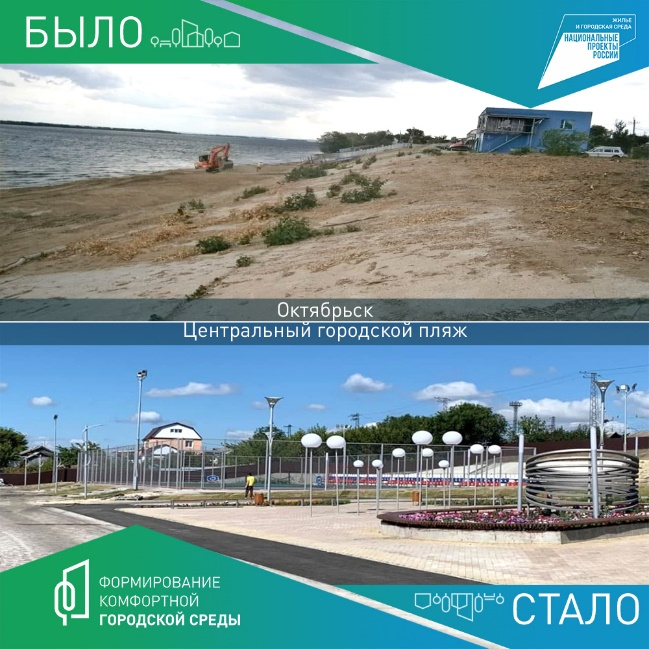 БЫЛО
ЖИЛЬЕ
И ГОРОДСКАЯ СРЕДА
НАЦИОНАЛЬНЫЕ
ПРОЕКТЫ
РОССИИ
Октябрьск
Центральный городской пляж
ФОРМИРОВАНИЕ
КОМФОРТНОЙ
ГОРОДСКОЙ СРЕДЫ
СТАЛО